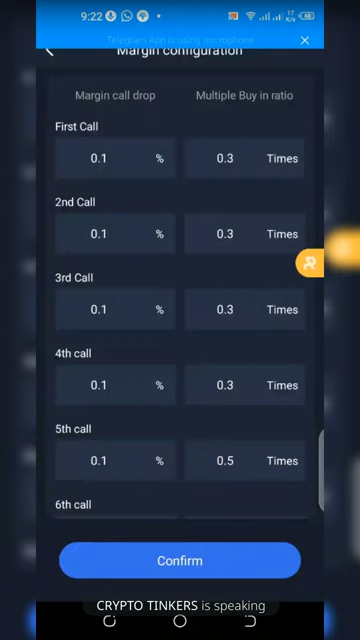 9:22
17
K/s
48
Telegram App is using microphone
Margin configuration
Margin call drop Multiple Buy in ratio
First Call
0.1 % 0.3 Times
2nd Call
0.1 % 0.3 Times
3rd Call
0.1 % 0.3 Times
4th call
0.1 % 0.3 Times
5th call
0.1 % 0.5 Times
6th call
Confirm
CRYPTO TINKERS is speaking